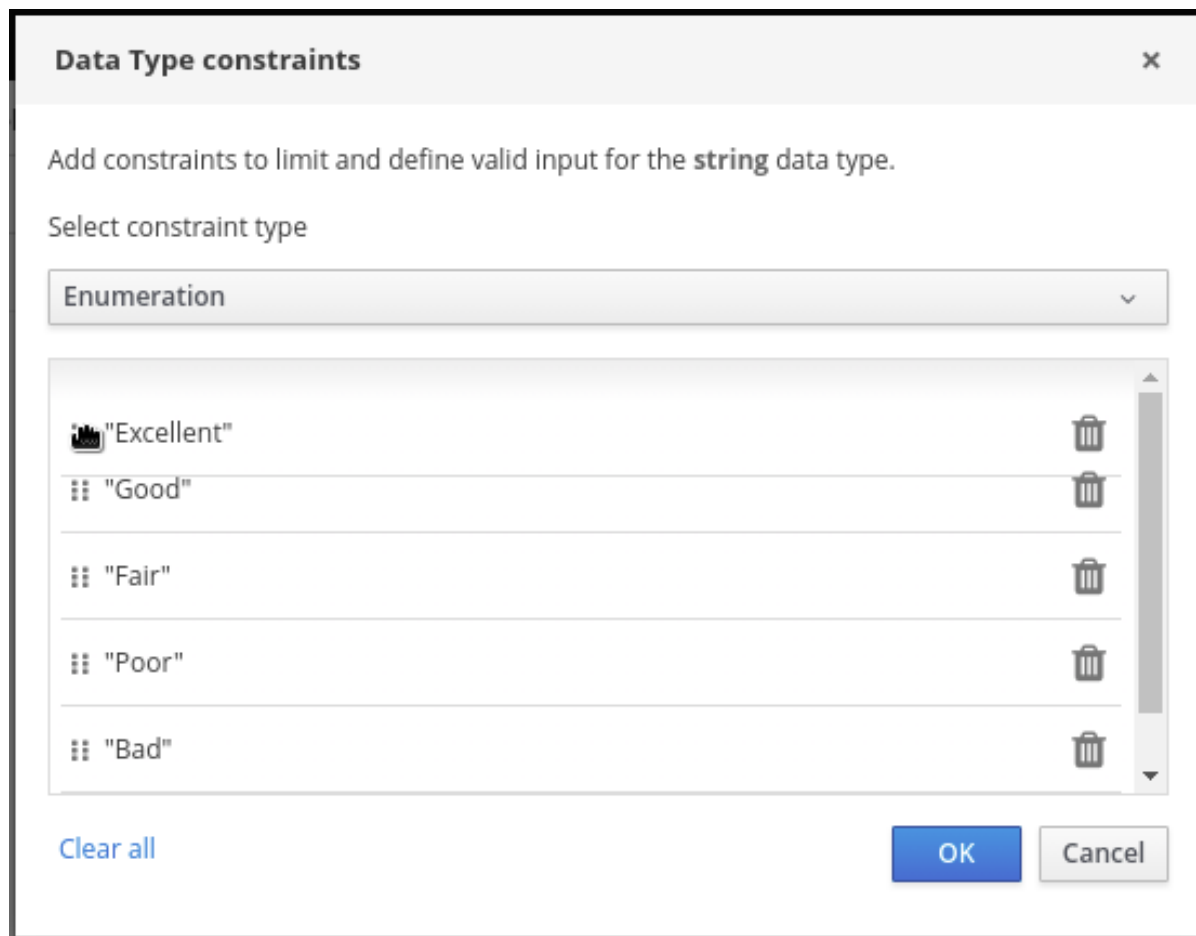 Data Type constraints
Add constraints to limit and define valid input for the string data type.
Select constraint type
Enumeration
"Excellent"
"Good"
"Fair"
"Poor"
"Bad"
Clear all
OK
Cancel